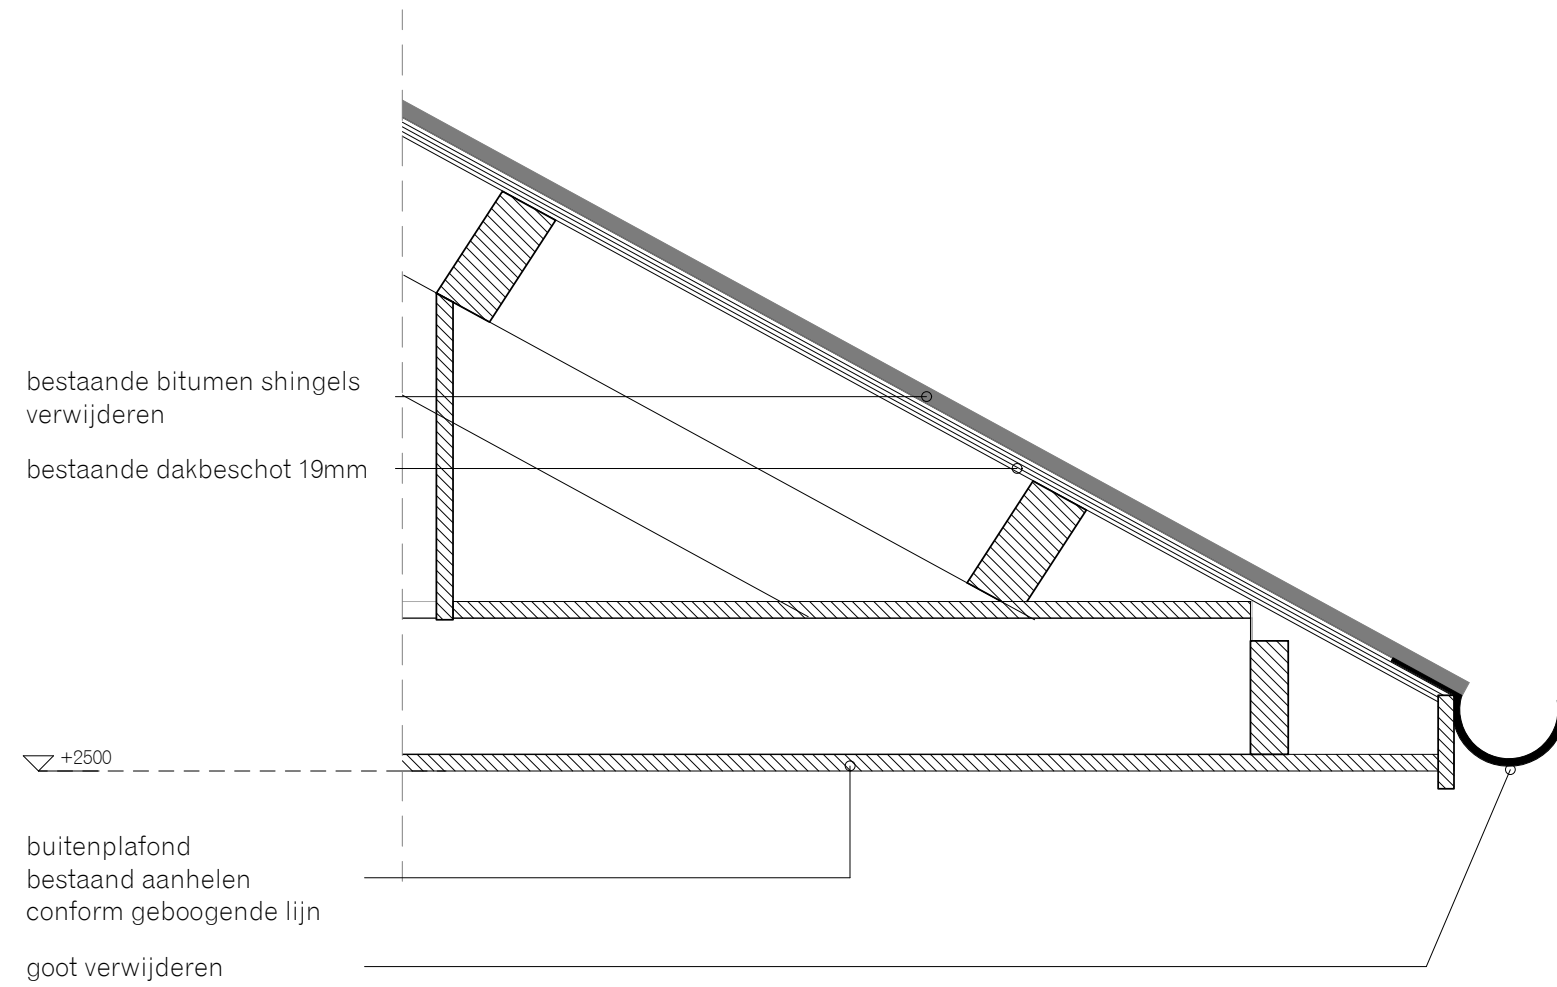 bestaande bitumen shingels
verwijderen
bestaande dakbeschot 19mm
+2500
buitenplafond
bestaand aanhelen
conform geboogende lijn
goot verwijderen